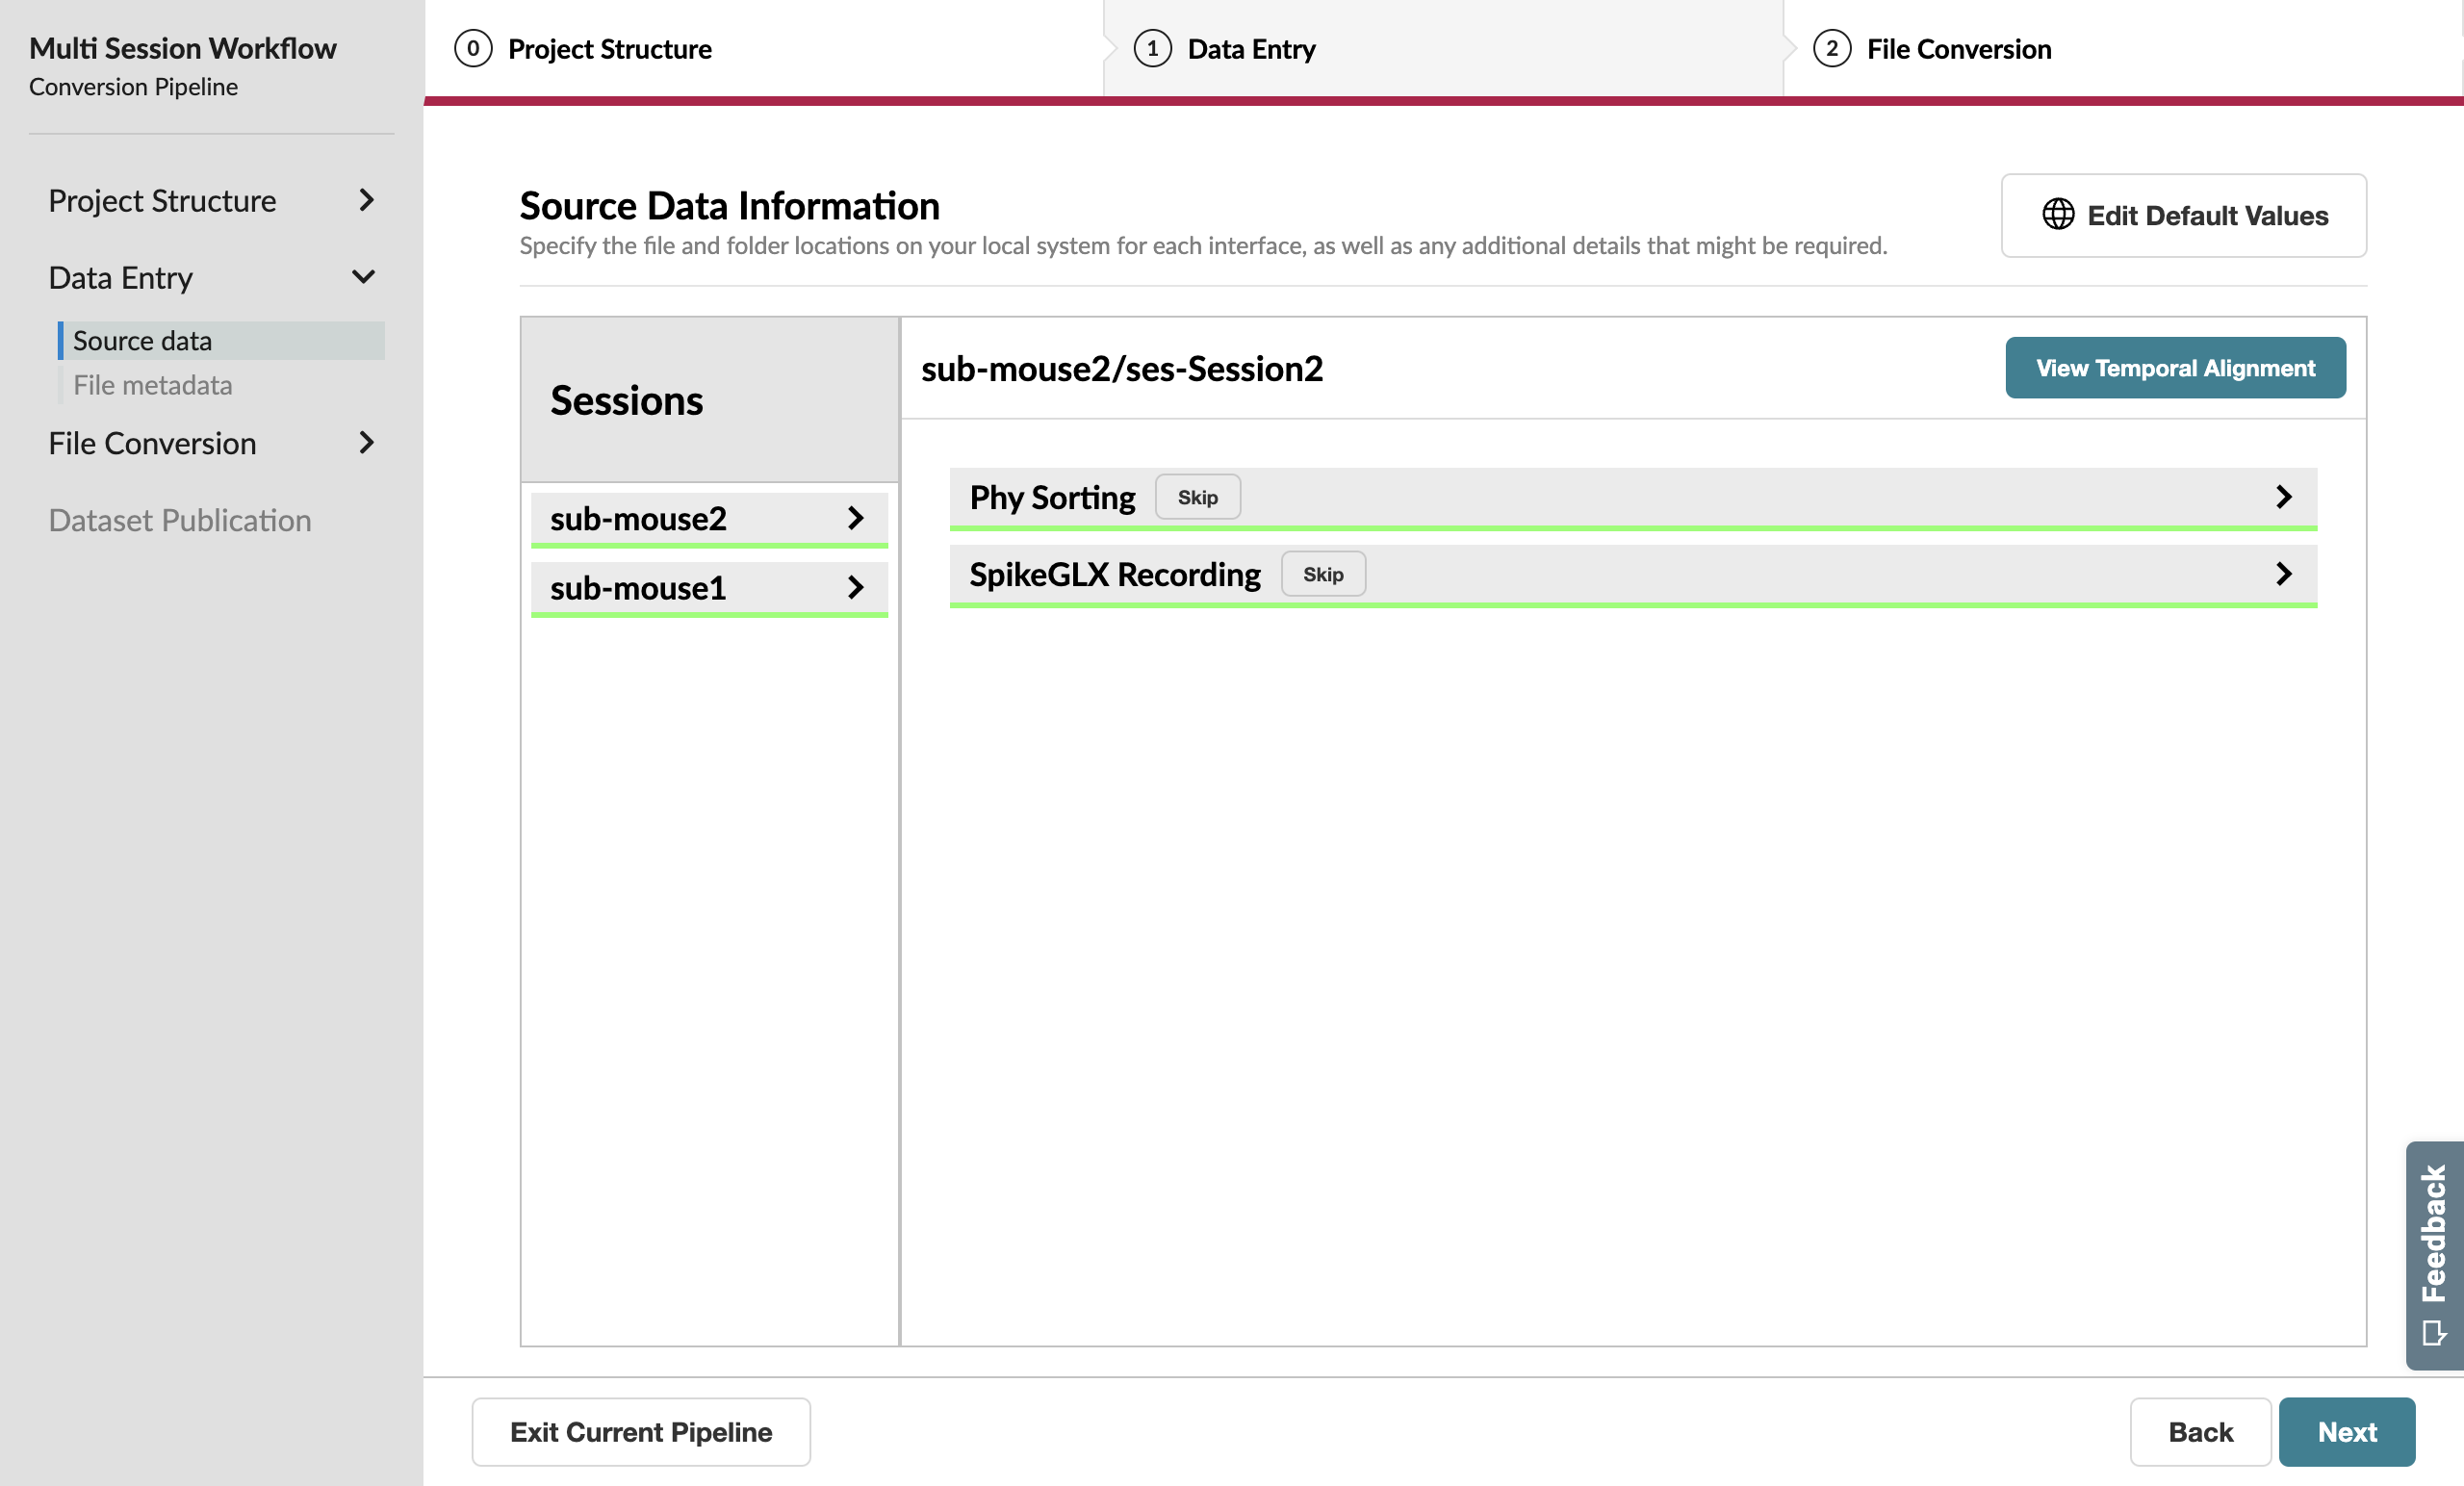 Multi Session Workflow
Conversion Pipeline
Project Structure
Data Entry
Source data
File metadata
File Conversion
Dataset Publication
0 Project Structure
1 Data Entry
2 File Conversion
Source Data Information
Specify the file and folder locations on your local system for each interface, as well as any additional details that might be required.
Edit Default Values
Sessions
sub-mouse2
sub-mouse1
sub-mouse2/ses-Session2
View Temporal Alignment
Phy Sorting Skip
SpikeGLX Recording Skip
Feedback
Exit Current Pipeline
Back
Next